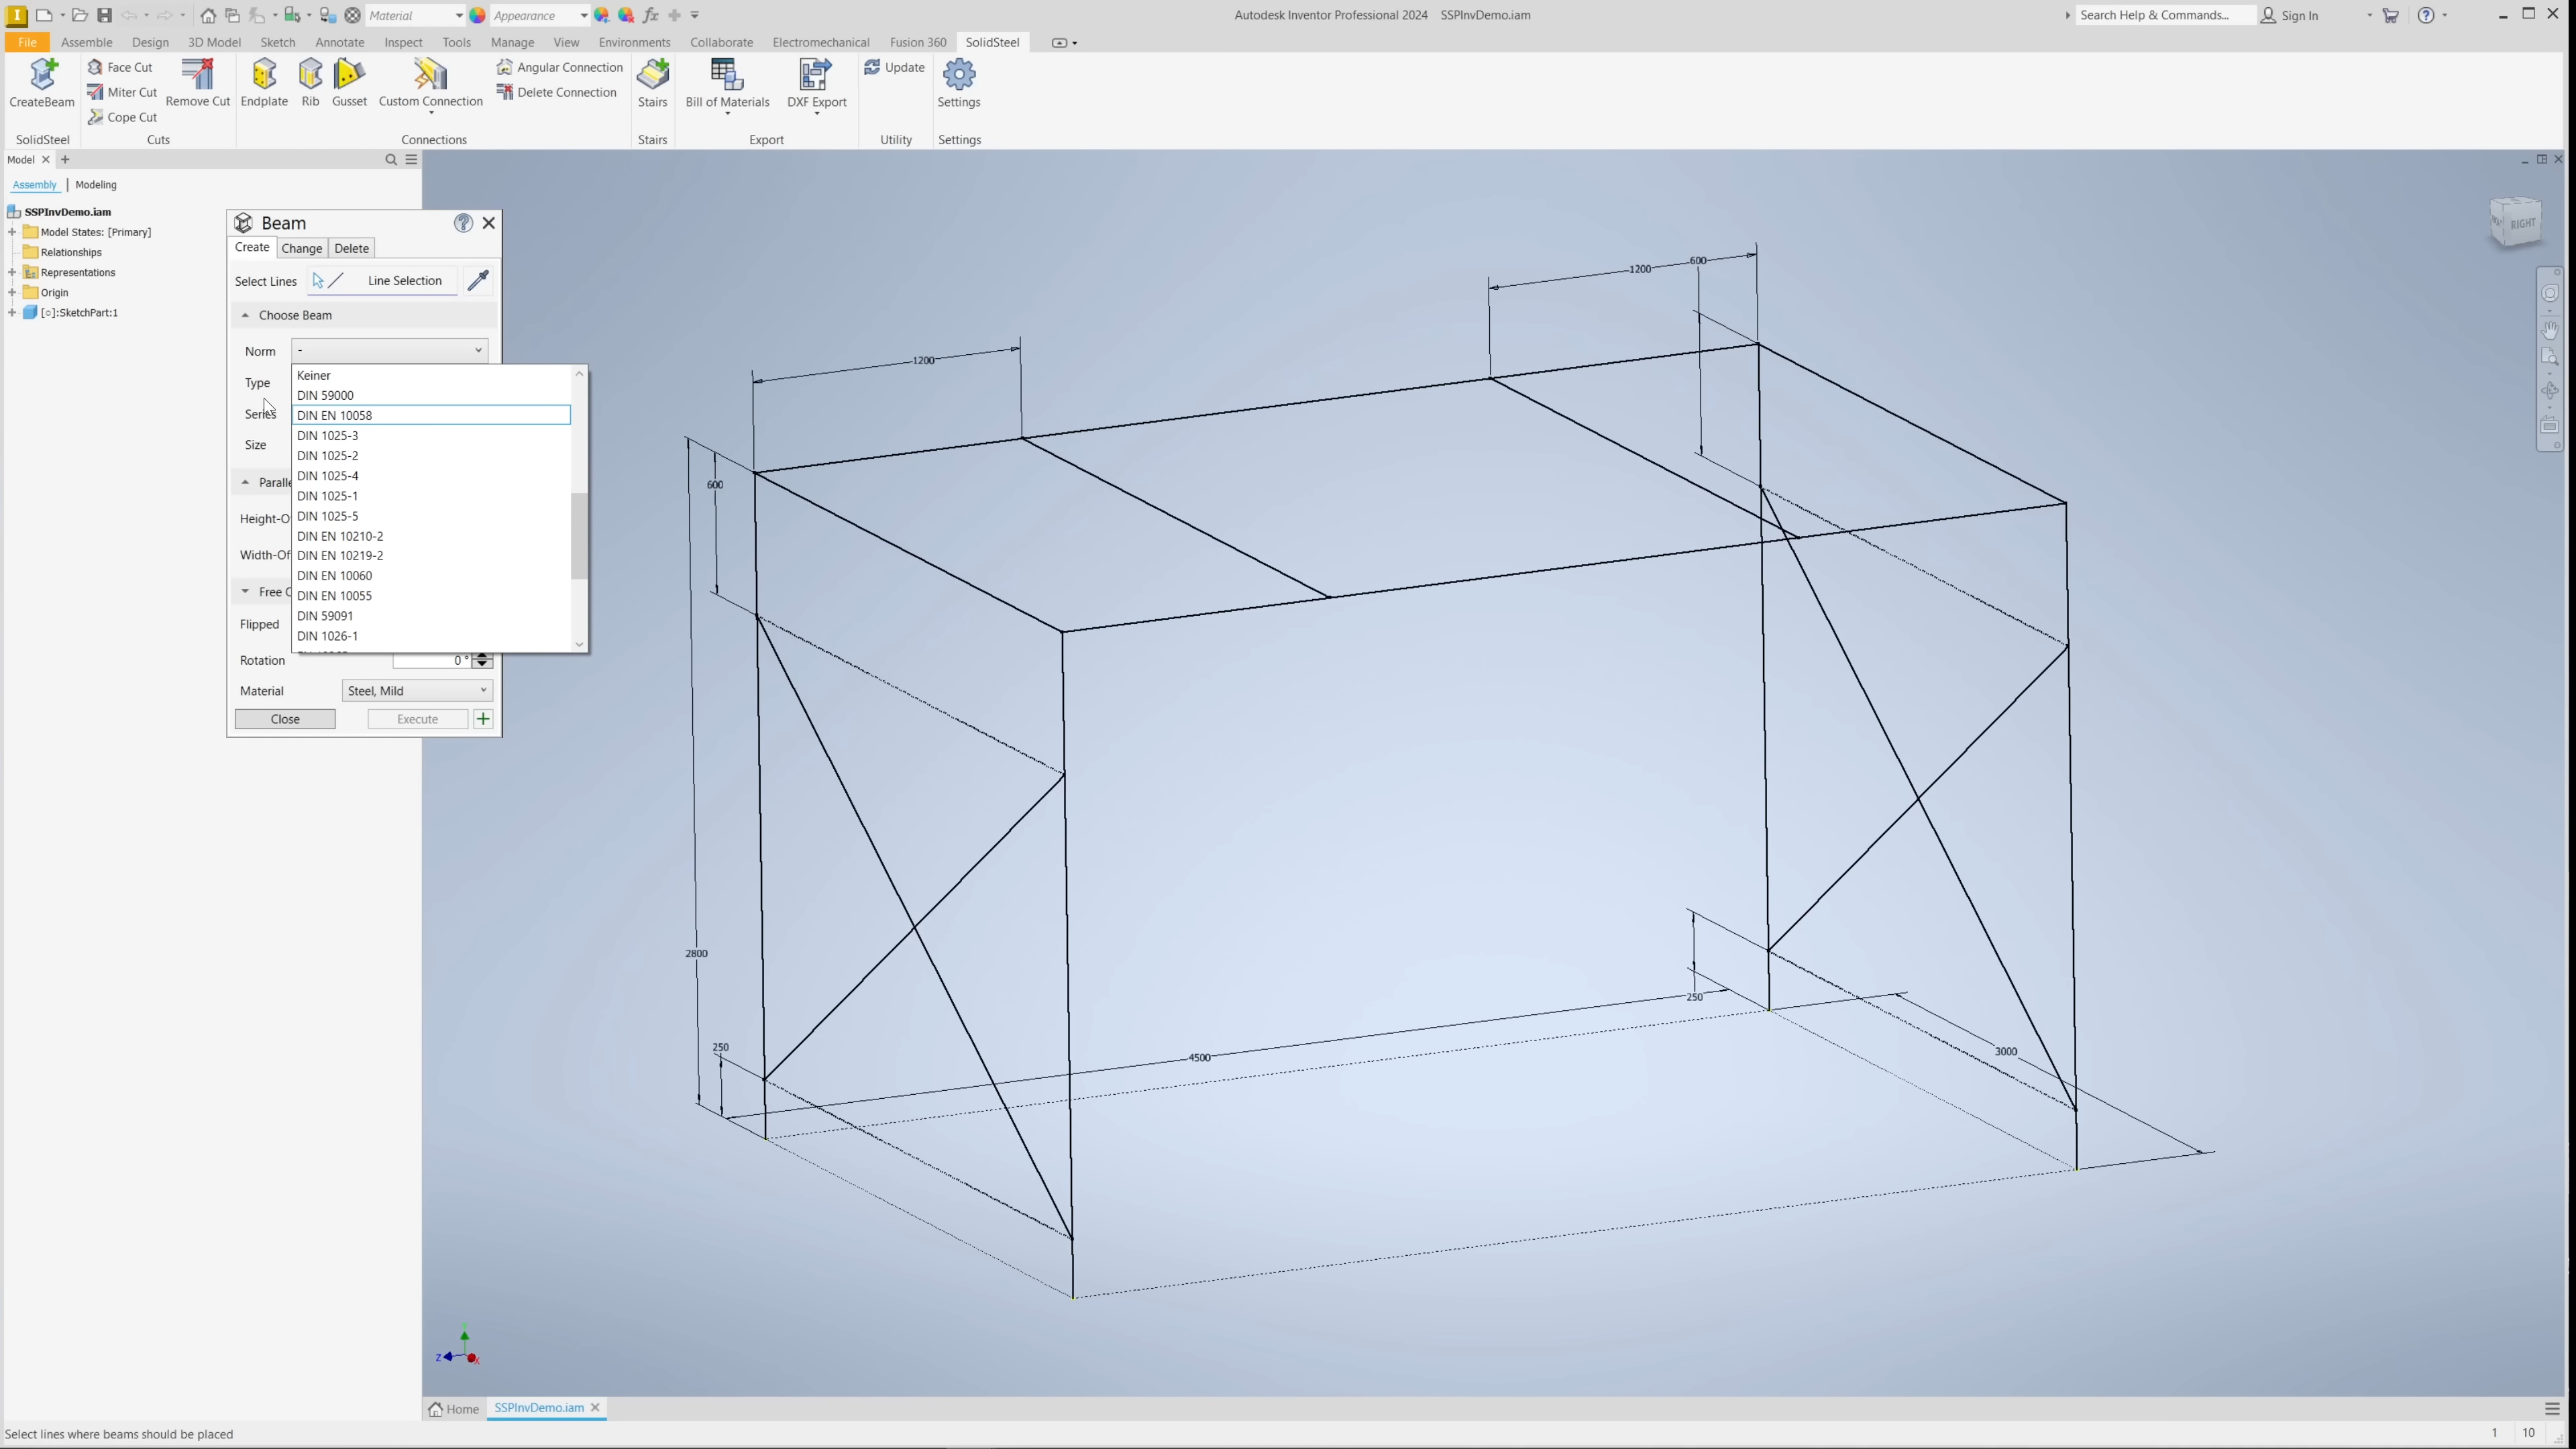 Material
Appearance
Autodesk Inventor Professional 2024 SSPInvDemo.iam
Search Help & Commands...
Sign In
File Assemble Design 3D Model Sketch Annotate Inspect Tools Manage View Environments Collaborate Electromechanical Fusion 360 SolidSteel
CreateBeam
Face Cut
Miter Cut
Cope Cut
Remove Cut
Endplate
Rib
Gusset
Custom Connection
Angular Connection
Delete Connection
Stairs
Bill of Materials
DXF Export
Update
Settings
SolidSteel Cuts Connections Stairs Export Utility Settings
Model
Assembly | Modeling
SSPInvDemo.iam
Model States: [Primary]
Relationships
Representations
Origin
[○]:SketchPart:1
Beam
Create Change Delete
Select Lines
Line Selection
Choose Beam
Norm -
Type
Series
Size
Keiner
DIN 59000
DIN EN 10058
DIN 1025-3
DIN 1025-2
DIN 1025-4
DIN 1025-1
DIN 1025-5
DIN EN 10210-2
DIN EN 10219-2
DIN EN 10060
DIN EN 10055
DIN 59091
DIN 1026-1
Paralle
Height-O
Width-Of
Free C
Flipped
Rotation 0 °
Material Steel, Mild
Close Execute
1200
600
1200
600
RIGHT
2800
250
4500
250
3000
Z
X
Home
SSPInvDemo.iam
Select lines where beams should be placed
1 10